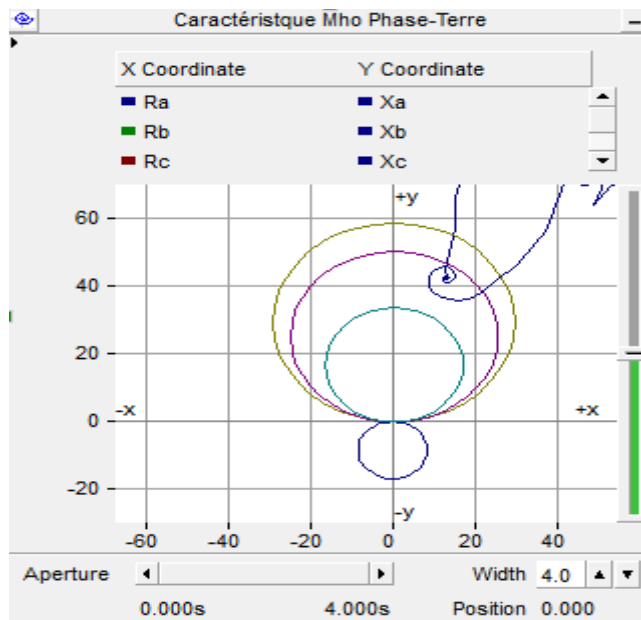 Caractéristque Mho Phase-Terre
X Coordinate Y Coordinate
Ra Xa
Rb Xb
Rc Xc
+y
60
40
20
0
-x +x
-20
-y
-60 -40 -20 0 20 40
Aperture Width 4.0
0.000s 4.000s Position 0.000